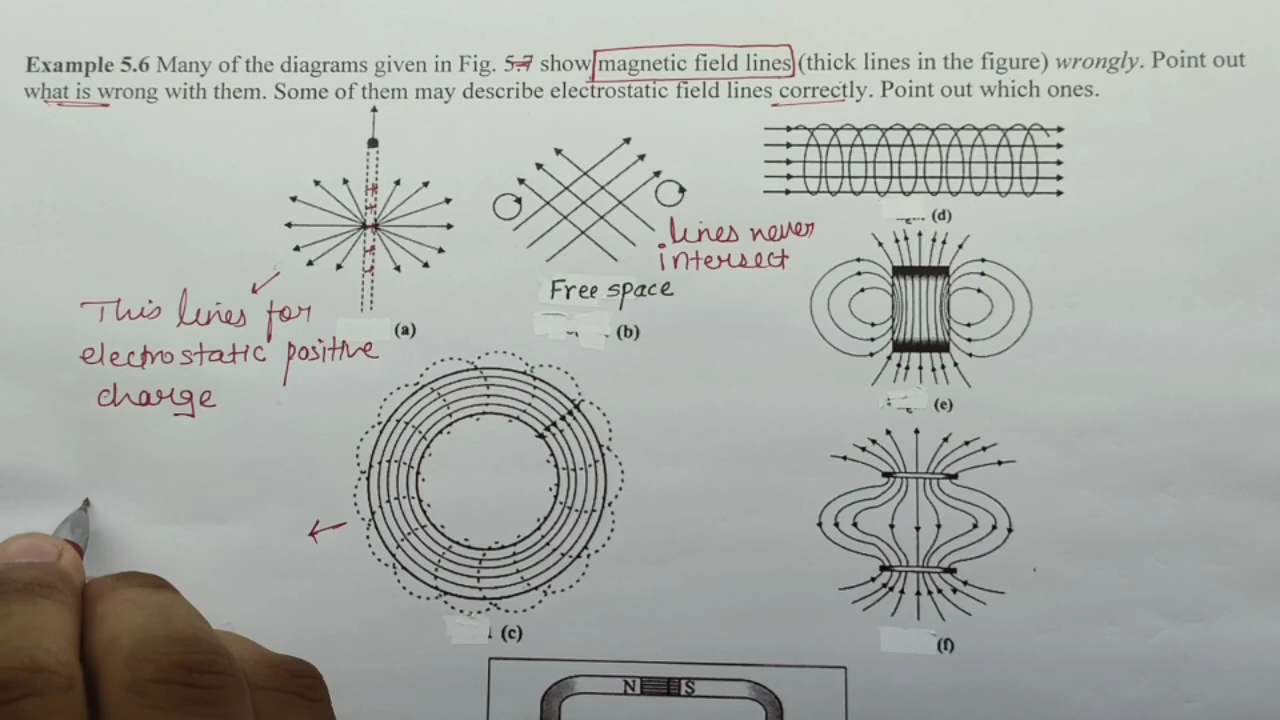 Example 5.6 Many of the diagrams given in Fig. 5.7 show magnetic field lines (thick lines in the figure) wrongly. Point out
what is wrong with them. Some of them may describe electrostatic field lines correctly. Point out which ones.
lines never
intersect
(d)
Free space
This lines for
electrostatic positive
charge
(a)
(b)
(e)
(c)
(f)
N S